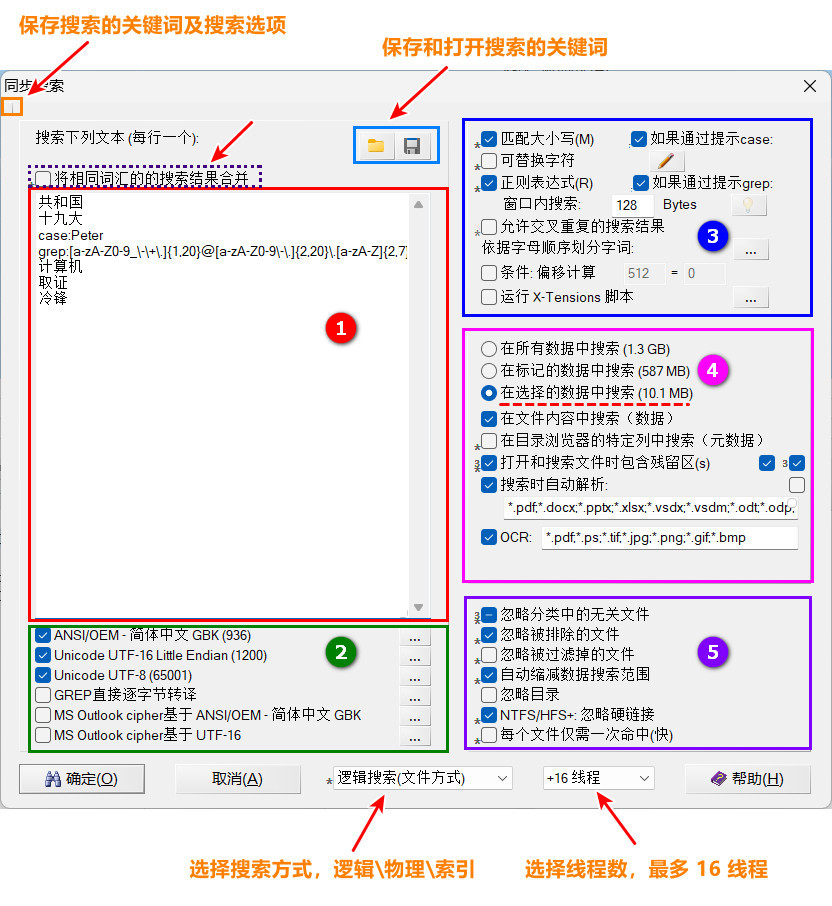 保存搜索的关键词及搜索选项
保存和打开搜索的关键词
搜索下列文本(每行一个):
将相同词汇的的搜索结果合并
共和国
十九大
case:Peter
grep:[a-zA-Z0-9_\-\+\.]{1,20}@[a-zA-Z0-9\-\.]{2,20}\.[a-zA-Z]{2,7}
计算机
取证
冷锋
1
ANSI/OEM - 简体中文 GBK (936) ...
Unicode UTF-16 Little Endian (1200) ...
Unicode UTF-8 (65001) ...
GREP直接逐字节转译 ...
MS Outlook cipher基于 ANSI/OEM - 简体中文 GBK ...
MS Outlook cipher基于 UTF-16 ...
2
*匹配大小写(M) 如果通过提示case:
*可替换字符
*正则表达式(R) 如果通过提示grep:
窗口内搜索: 128 Bytes
*允许交叉重复的搜索结果
依据字母顺序划分字词: ...
条件: 偏移计算 512 = 0
运行 X-Tensions 脚本 ...
3
在所有数据中搜索 (1.3 GB)
在标记的数据中搜索 (587 MB)
在选择的数据中搜索 (10.1 MB)
在文件内容中搜索（数据）
*在目录浏览器的特定列中搜索（元数据）
打开和搜索文件时包含残留区(s) 3
搜索时自动解析:
*.pdf;*.docx;*.pptx;*.xlsx;*.vsdx;*.vsdm;*.odt;*.odp;
OCR: *.pdf;*.ps;*.tif;*.jpg;*.png;*.gif;*.bmp
4
忽略分类中的无关文件
*忽略被排除的文件
*忽略被过滤掉的文件
*自动缩减数据搜索范围
忽略目录
*NTFS/HFS+: 忽略硬链接
*每个文件仅需一次命中(快)
5
确定(O) 取消(A) *逻辑搜索(文件方式) +16 线程 帮助(H)
选择搜索方式，逻辑\物理\索引
选择线程数，最多 16 线程